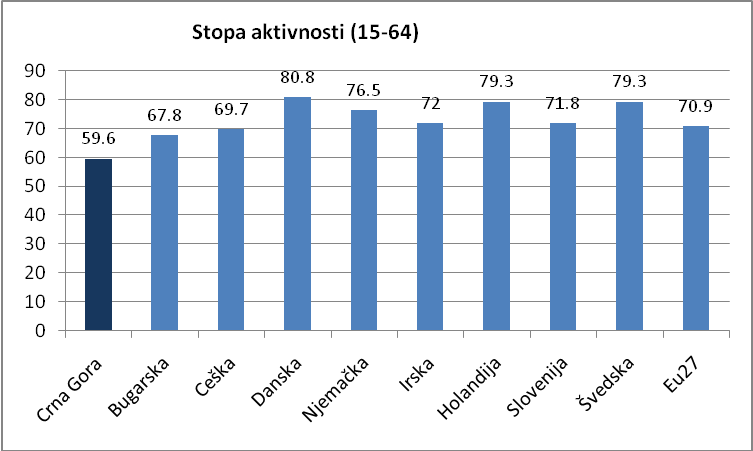 Stopa aktivnosti (15-64)
90
80
70
60
50
40
30
20
10
0
59.6
67.8
69.7
80.8
76.5
72
79.3
71.8
79.3
70.9
Crna Gora
Bugarska
Ceška
Danska
Njemačka
Irska
Holandija
Slovenija
Švedska
Eu27